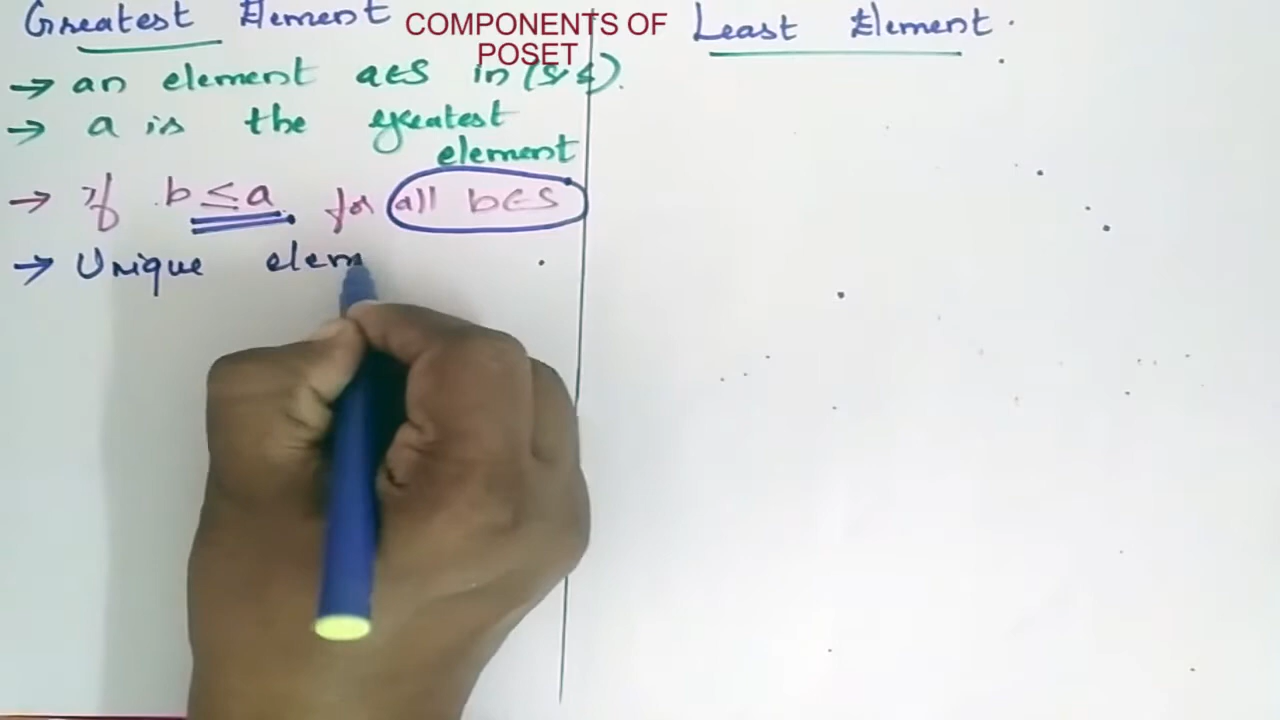 Greatest Element
COMPONENTS OF
POSET
→ an element a∈S in (S, ≤).
→ a is the greatest
element
→ if b ≤ a for all b∈S
→ Unique elem
Least Element